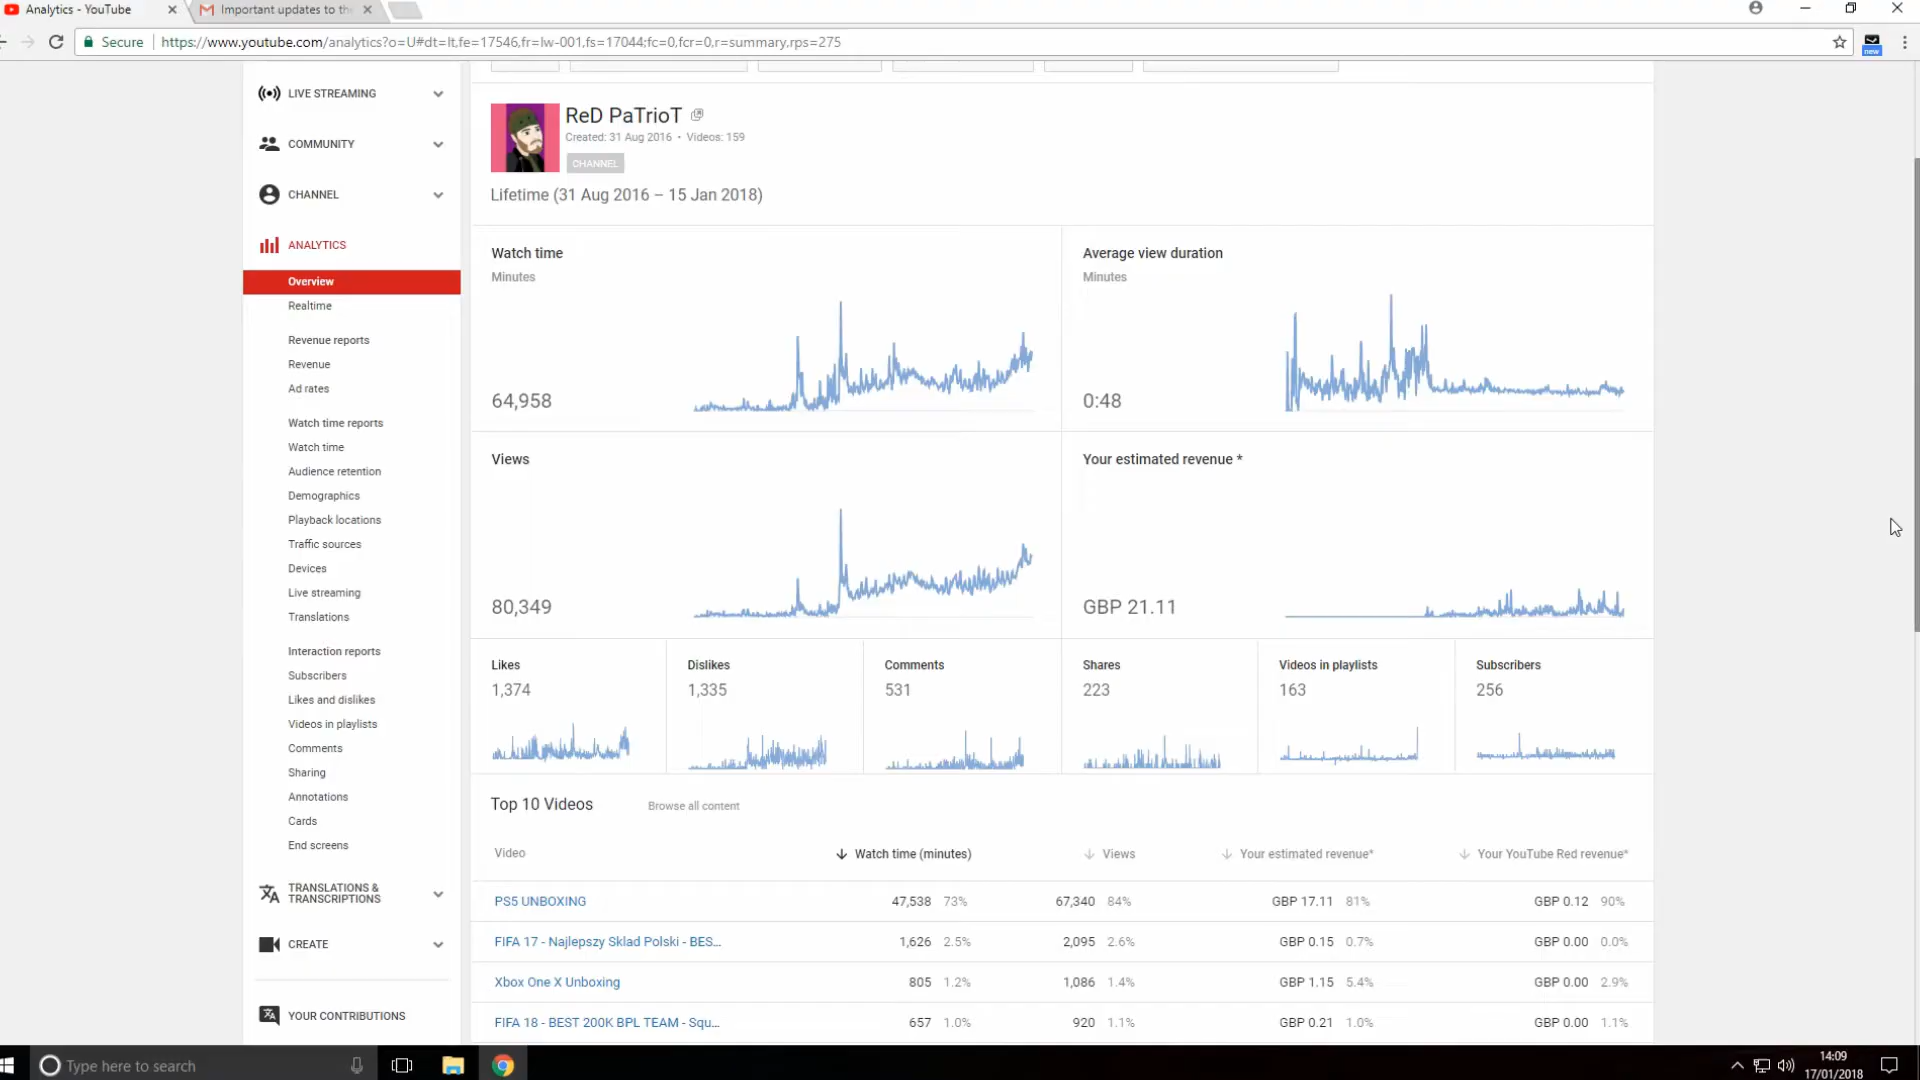 Analytics - YouTube
Important updates to the
Secure
https://www.youtube.com/analytics?o=U#dt=lt,fe=17546,fr=lw-001,fs=17044;fc=0,fcr=0,r=summary,rps=275
new
LIVE STREAMING
COMMUNITY
CHANNEL
ANALYTICS
Overview
Realtime
Revenue reports
Revenue
Ad rates
Watch time reports
Watch time
Audience retention
Demographics
Playback locations
Traffic sources
Devices
Live streaming
Translations
Interaction reports
Subscribers
Likes and dislikes
Videos in playlists
Comments
Sharing
Annotations
Cards
End screens
TRANSLATIONS &
TRANSCRIPTIONS
CREATE
YOUR CONTRIBUTIONS
ReD PaTrioT
Created: 31 Aug 2016 • Videos: 159
CHANNEL
Lifetime (31 Aug 2016 – 15 Jan 2018)
Watch time
Minutes
64,958
Average view duration
Minutes
0:48
Views
80,349
Your estimated revenue *
GBP 21.11
Likes
1,374
Dislikes
1,335
Comments
531
Shares
223
Videos in playlists
163
Subscribers
256
Top 10 Videos Browse all content
Video Watch time (minutes) Views Your estimated revenue* Your YouTube Red revenue*
PS5 UNBOXING 47,538 73% 67,340 84% GBP 17.11 81% GBP 0.12 90%
FIFA 17 - Najlepszy Sklad Polski - BES... 1,626 2.5% 2,095 2.6% GBP 0.15 0.7% GBP 0.00 0.0%
Xbox One X Unboxing 805 1.2% 1,086 1.4% GBP 1.15 5.4% GBP 0.00 2.9%
FIFA 18 - BEST 200K BPL TEAM - Squ... 657 1.0% 920 1.1% GBP 0.21 1.0% GBP 0.00 1.1%
Type here to search
14:09
17/01/2018